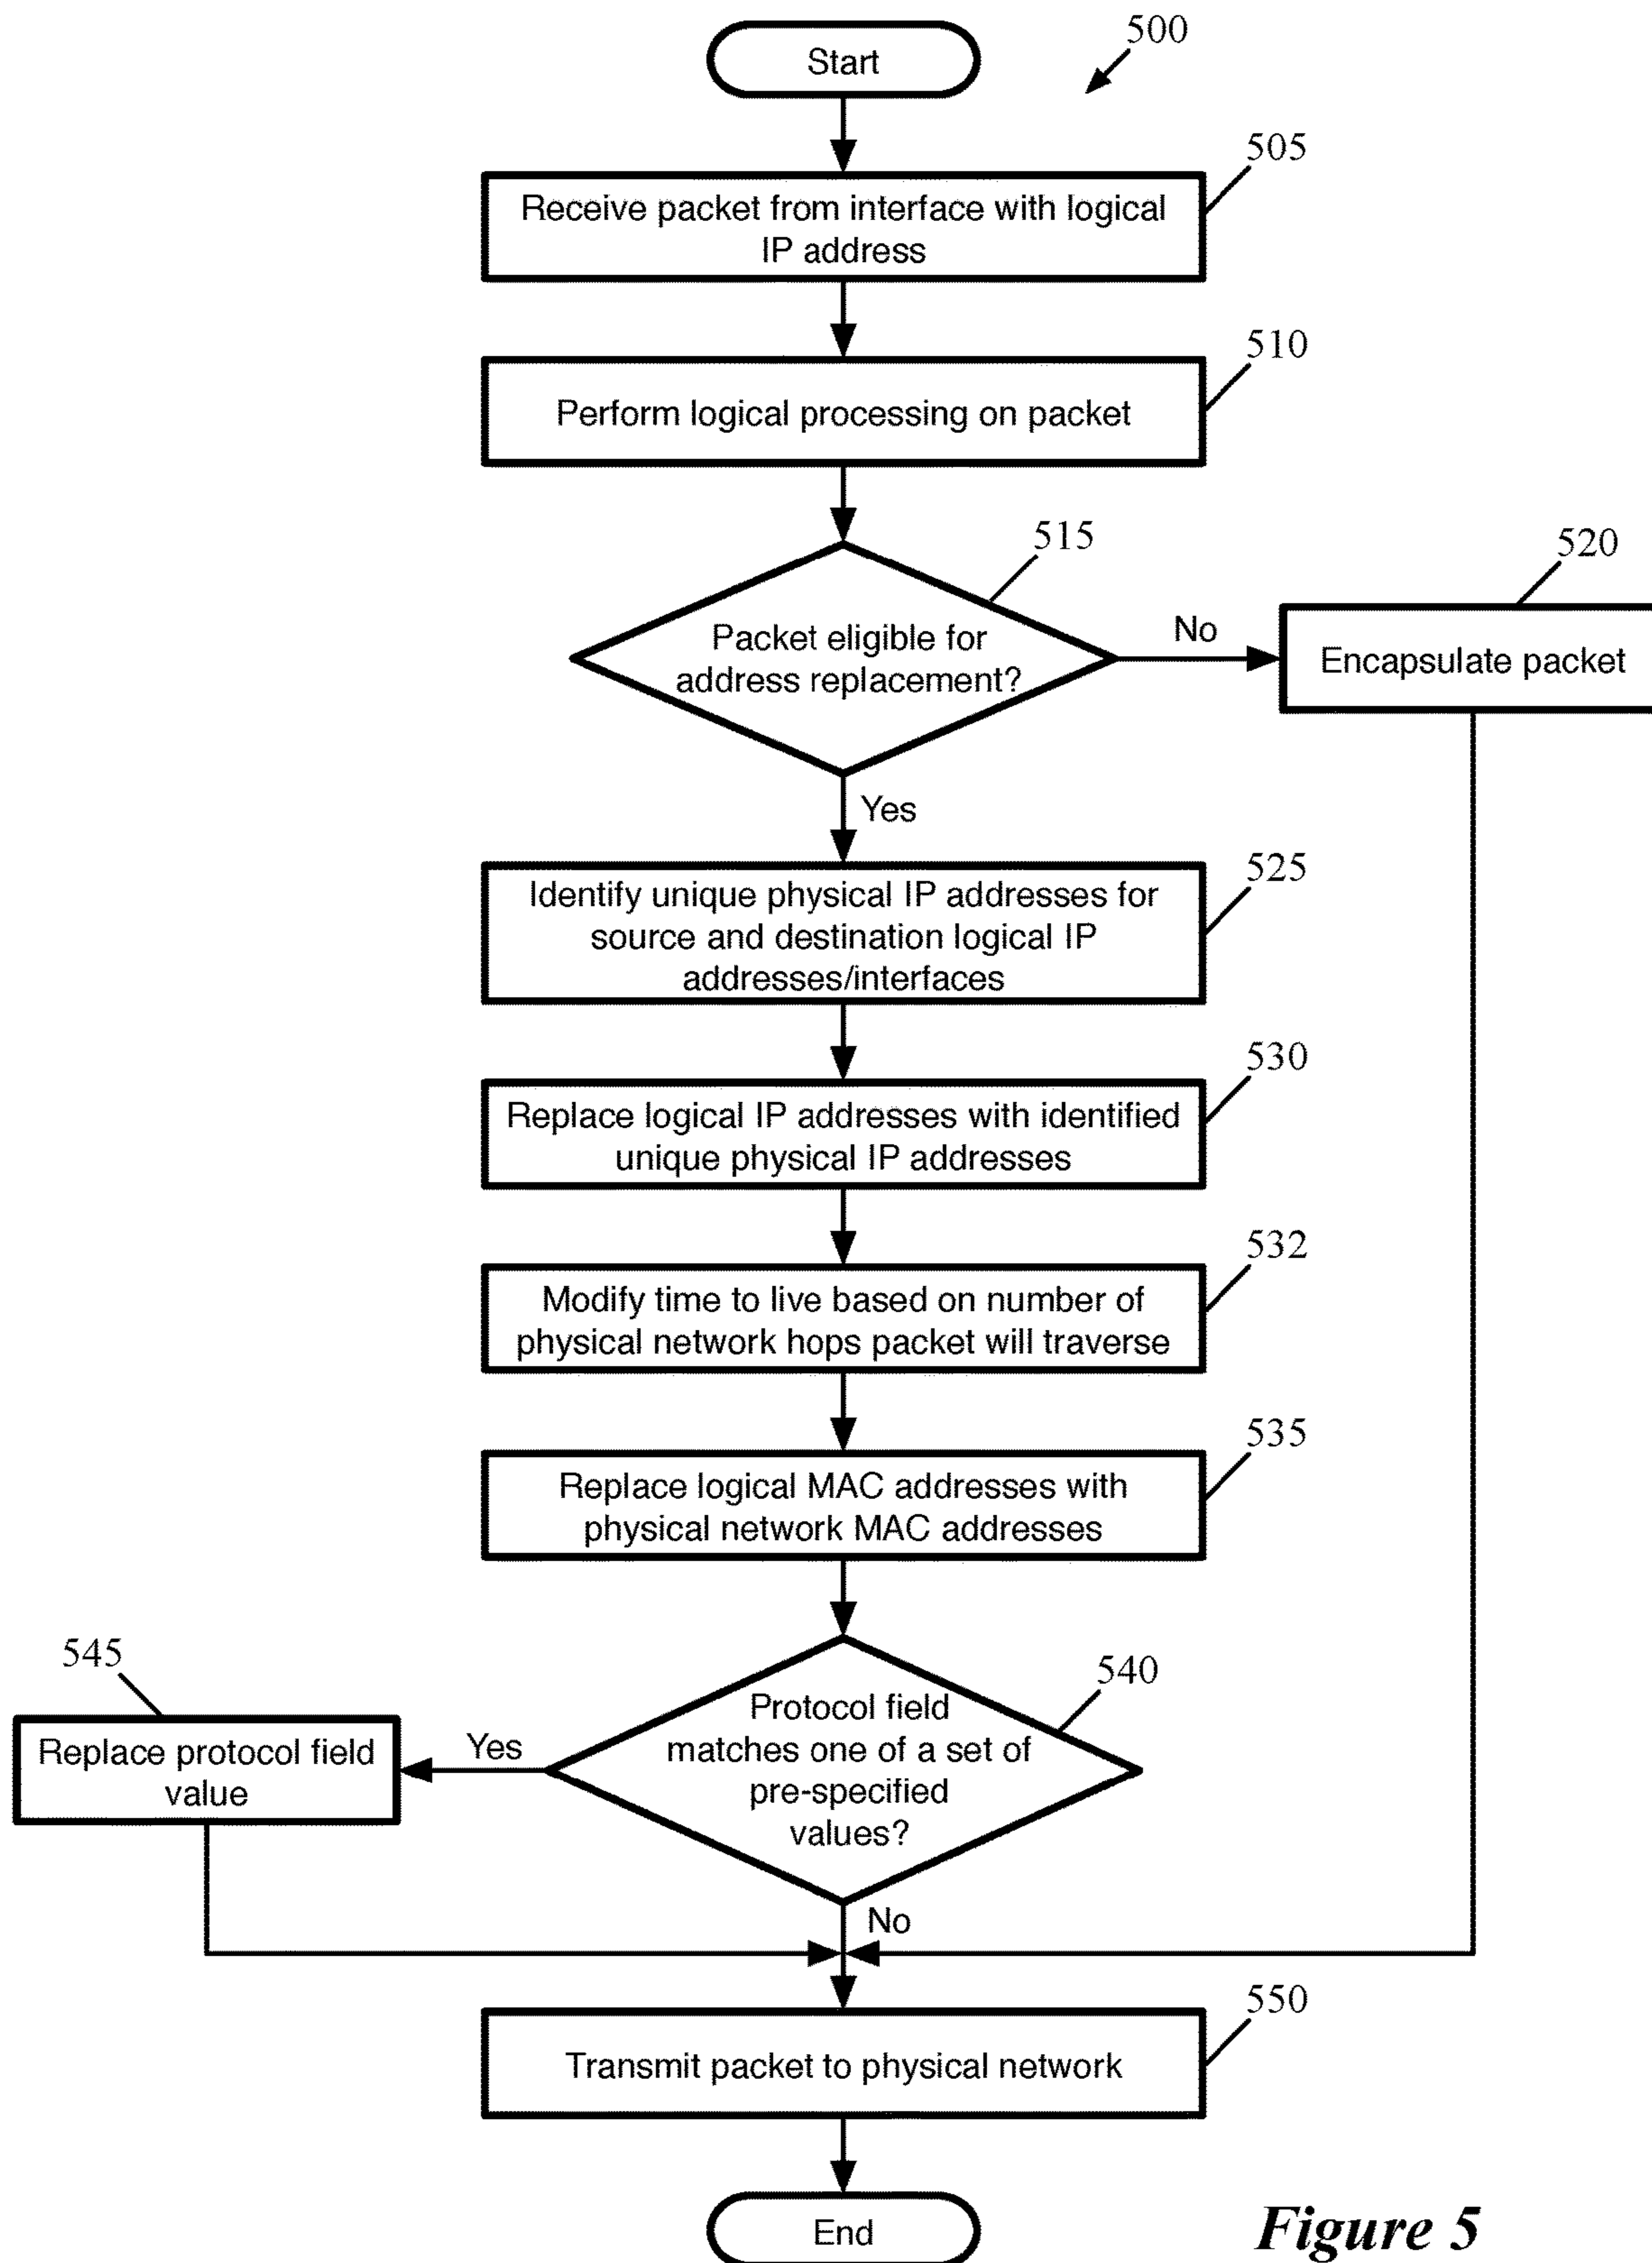 Start
500
505
Receive packet from interface with logical
IP address
510
Perform logical processing on packet
515
520
Packet eligible for
address replacement?
No
Encapsulate packet
Yes
525
Identify unique physical IP addresses for
source and destination logical IP
addresses/interfaces
530
Replace logical IP addresses with identified
unique physical IP addresses
532
Modify time to live based on number of
physical network hops packet will traverse
535
Replace logical MAC addresses with
physical network MAC addresses
545
540
Replace protocol field
value
Yes
Protocol field
matches one of a set of
pre-specified
values?
No
550
Transmit packet to physical network
End
Figure 5